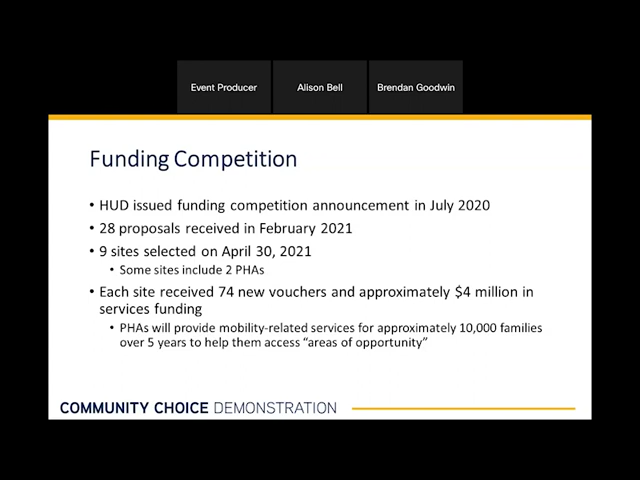 Event Producer
Alison Bell
Brendan Goodwin
Funding Competition
• HUD issued funding competition announcement in July 2020
• 28 proposals received in February 2021
• 9 sites selected on April 30, 2021
• Some sites include 2 PHAs
• Each site received 74 new vouchers and approximately $4 million in
services funding
• PHAs will provide mobility-related services for approximately 10,000 families
over 5 years to help them access “areas of opportunity”
COMMUNITY CHOICE DEMONSTRATION